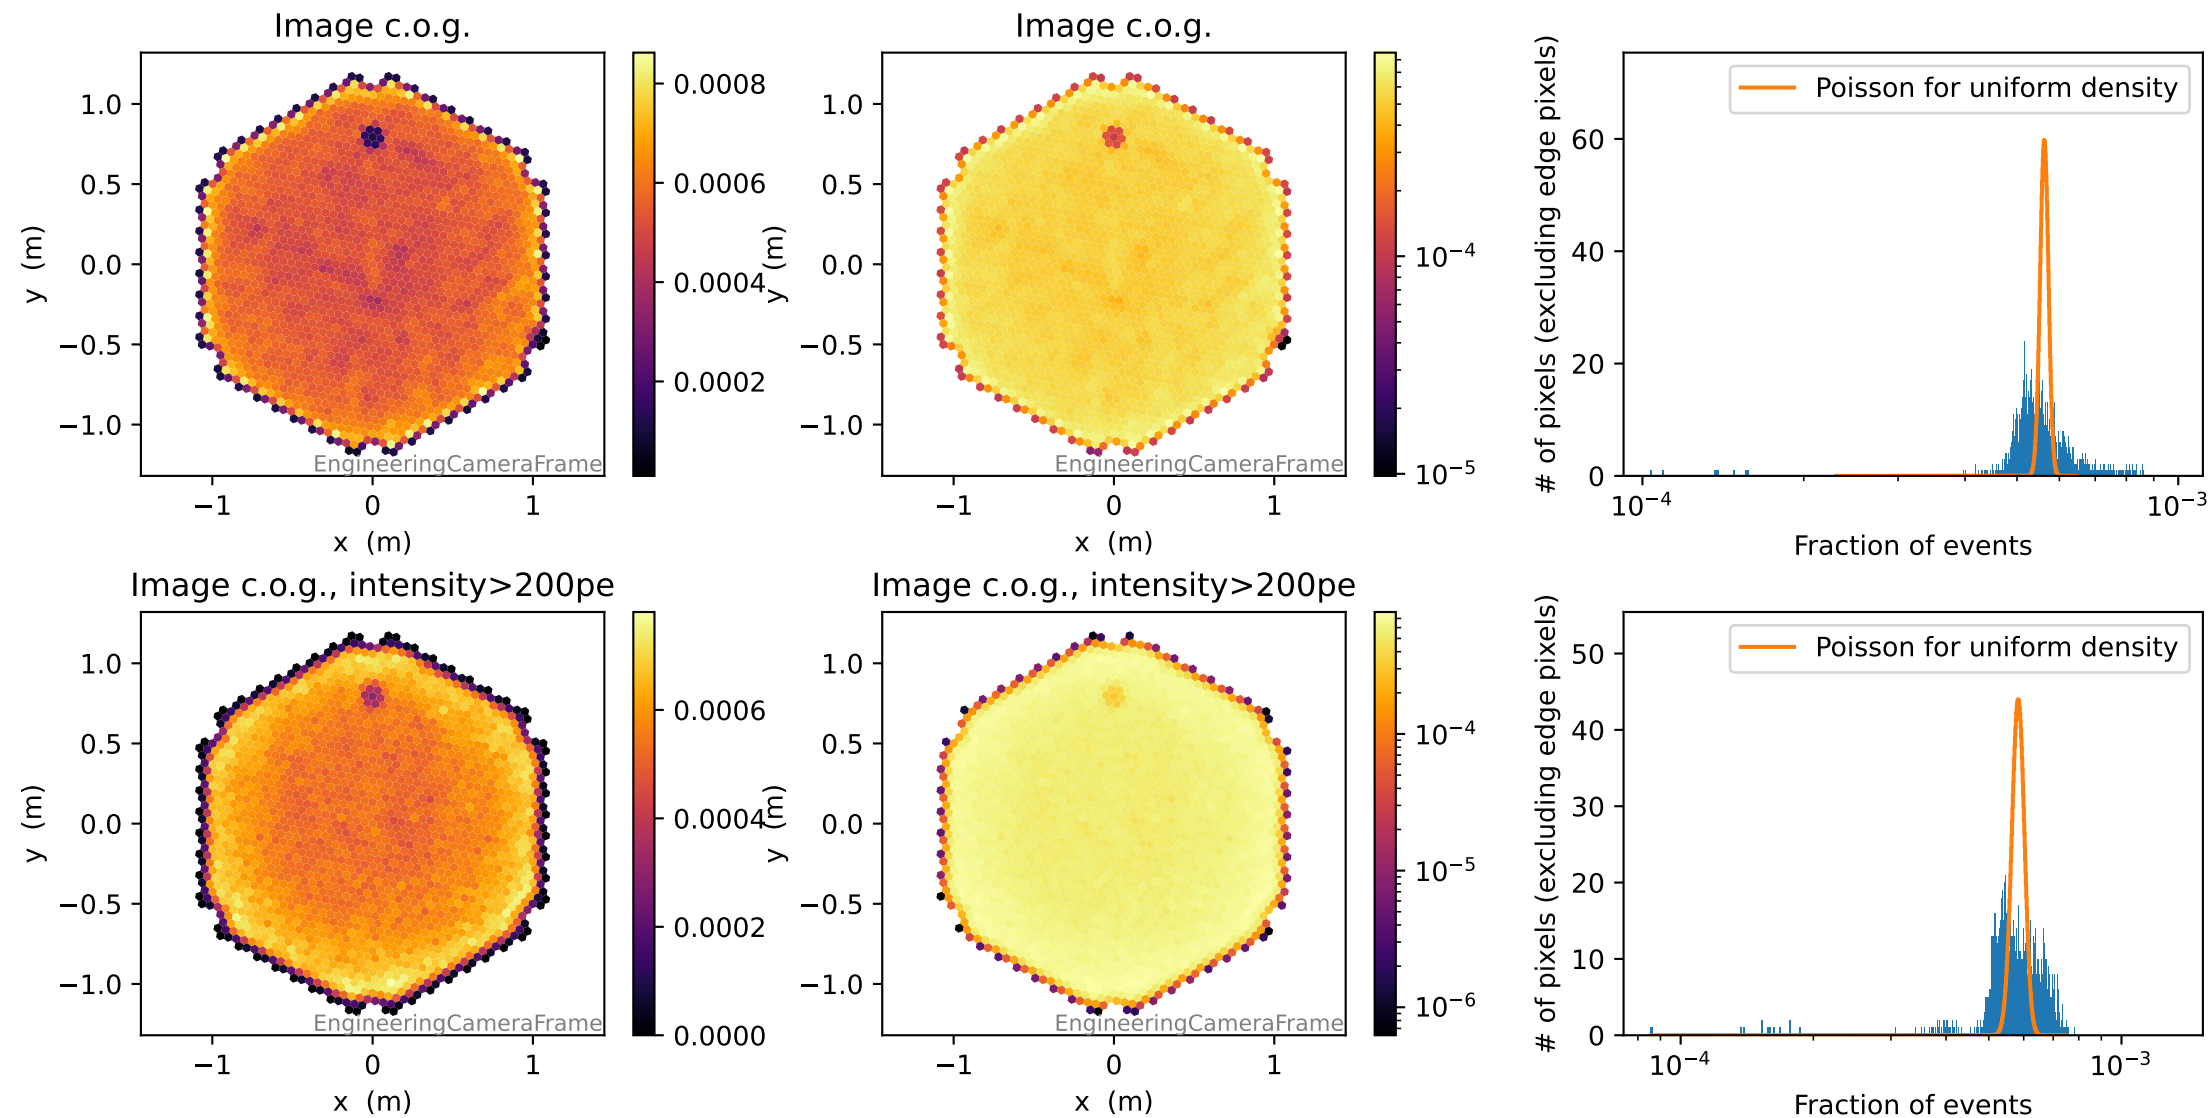 Image c.o.g.
1.0
0.5
0.0
−0.5
−1.0
y (m)
−1
0
1
x (m)
EngineeringCameraFrame
0.0008
0.0006
0.0004
0.0002
Image c.o.g.
1.0
0.5
0.0
−0.5
−1.0
y (m)
−1
0
1
x (m)
EngineeringCameraFrame
10⁻⁴
10⁻⁵
# of pixels (excluding edge pixels)
60
40
20
0
Poisson for uniform density
10⁻⁴
10⁻³
Fraction of events
Image c.o.g., intensity>200pe
1.0
0.5
0.0
−0.5
−1.0
y (m)
−1
0
1
x (m)
EngineeringCameraFrame
0.0006
0.0004
0.0002
0.0000
Image c.o.g., intensity>200pe
1.0
0.5
0.0
−0.5
−1.0
y (m)
−1
0
1
x (m)
EngineeringCameraFrame
10⁻⁴
10⁻⁵
10⁻⁶
# of pixels (excluding edge pixels)
50
40
30
20
10
0
Poisson for uniform density
10⁻⁴
10⁻³
Fraction of events